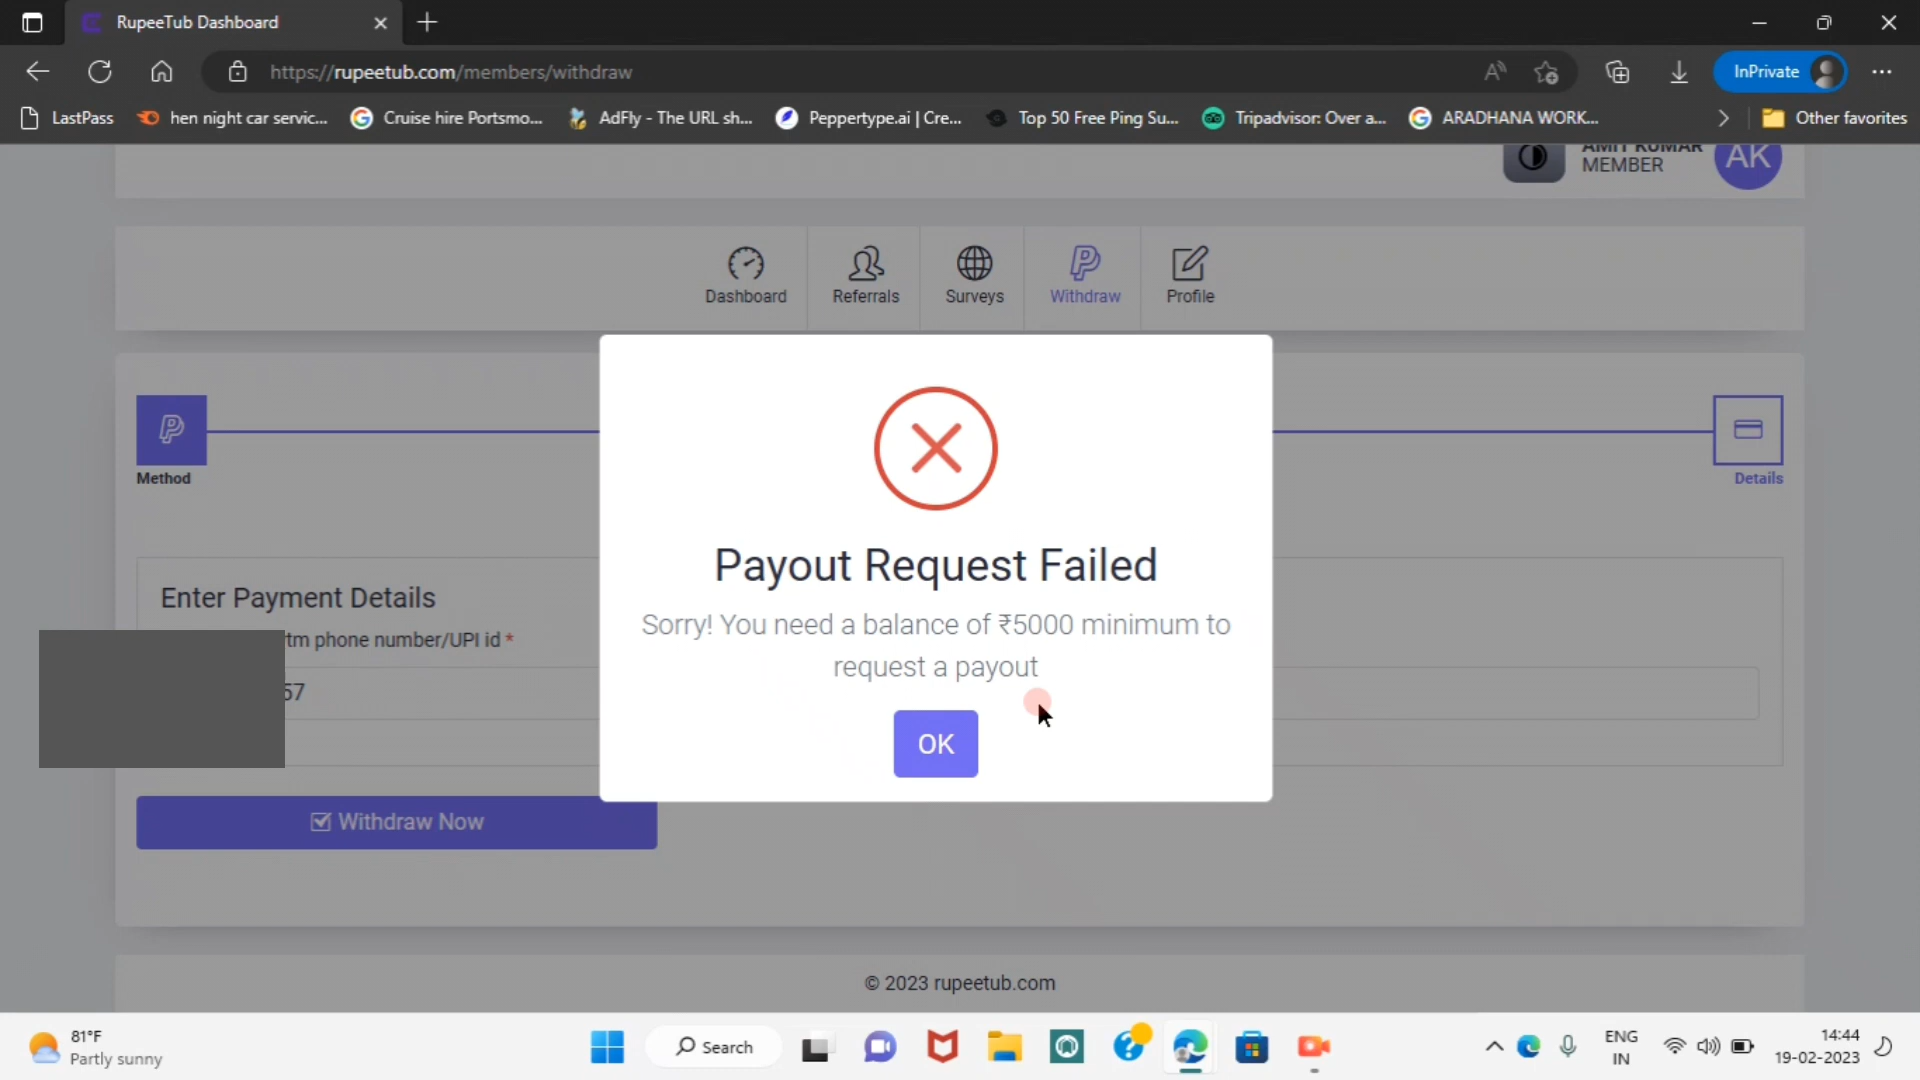 RupeeTub Dashboard
https://rupeetub.com/members/withdraw
InPrivate
LastPass
hen night car servic...
Cruise hire Portsmo...
AdFly - The URL sh...
Peppertype.ai | Cre...
Top 50 Free Ping Su...
Tripadvisor: Over a...
ARADHANA WORK...
Other favorites
AMIT KUMAR
MEMBER
AK
Dashboard
Referrals
Surveys
Withdraw
Profile
Method
Details
Payout Request Failed
Sorry! You need a balance of ₹5000 minimum to
request a payout
OK
Enter Payment Details
tm phone number/UPI id *
57
Withdraw Now
© 2023 rupeetub.com
81°F
Partly sunny
Search
ENG
IN
14:44
19-02-2023